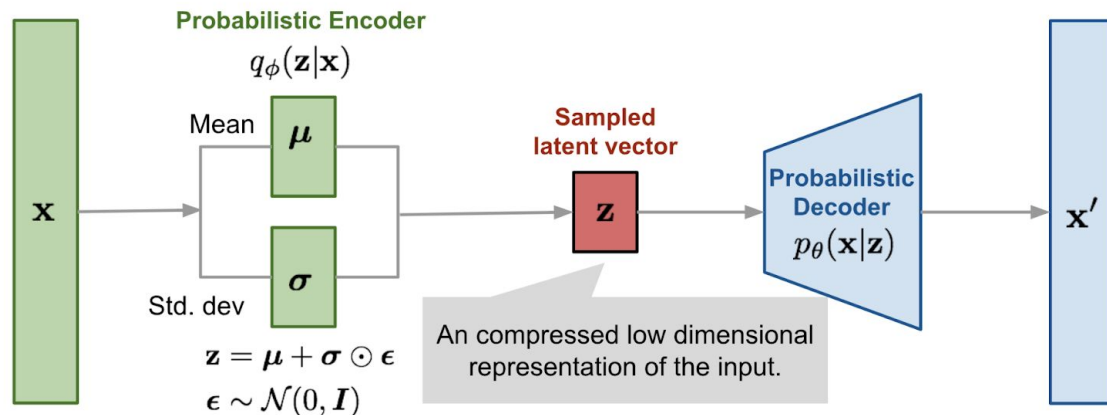 Probabilistic Encoder
qϕ(z|x)
Mean
μ
x
σ
Std. dev
z = μ + σ ⊙ ϵ
ϵ ∼ 𝒩(0, I)
Sampled
latent vector
z
An compressed low dimensional
representation of the input.
Probabilistic
Decoder
pθ(x|z)
x′